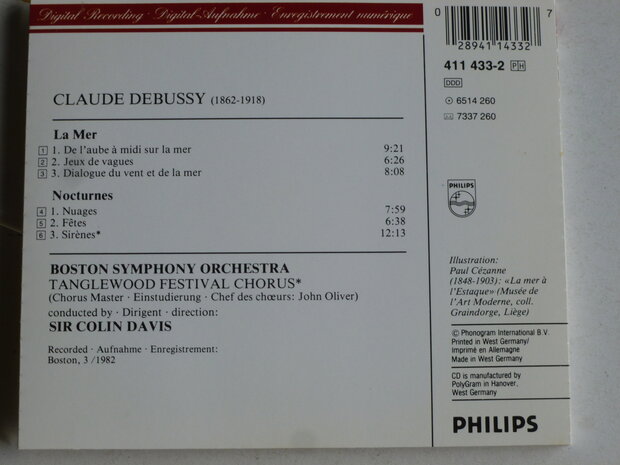 Digital Recording · Digital-Aufnahme · Enregistrement numérique
CLAUDE DEBUSSY (1862-1918)
La Mer
1 1. De l'aube à midi sur la mer 9:21
2 2. Jeux de vagues 6:26
3 3. Dialogue du vent et de la mer 8:08
Nocturnes
4 1. Nuages 7:59
5 2. Fêtes 6:38
6 3. Sirènes* 12:13
BOSTON SYMPHONY ORCHESTRA
TANGLEWOOD FESTIVAL CHORUS*
(Chorus Master · Einstudierung · Chef des chœurs: John Oliver)
conducted by · Dirigent · direction:
SIR COLIN DAVIS
Recorded · Aufnahme · Enregistrement:
Boston, 3 /1982
0 28941 14332 7
411 433-2 PH
DDD
6514 260
7337 260
PHILIPS
Illustration:
Paul Cézanne
(1848-1903): «La mer à
l'Estaque» (Musée de
l'Art Moderne, coll.
Graindorge, Liège)
© Phonogram International B.V.
Printed in West Germany/
Imprimé en Allemagne
Made in West Germany
CD is manufactured by
PolyGram in Hanover,
West Germany
PHILIPS